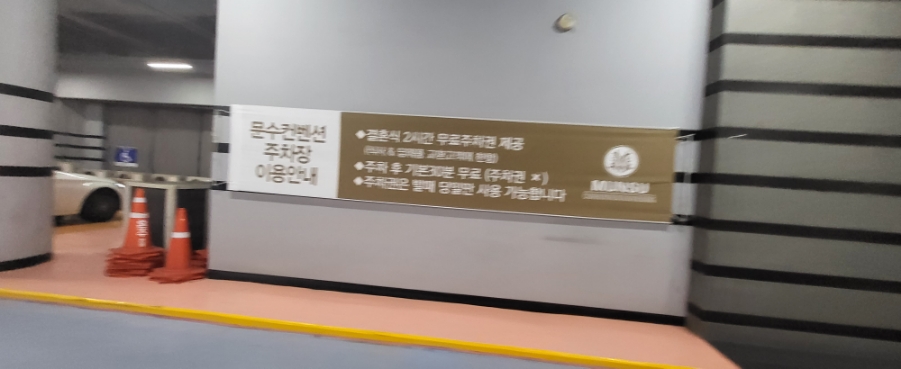 문수컨벤션
주차장
이용안내
◆결혼식 2시간 무료주차권 제공
◆주차 후 기본30분 무료 (주차권 ×)
◆주차권은 발매 당일만 사용 가능합니다
MUNSU